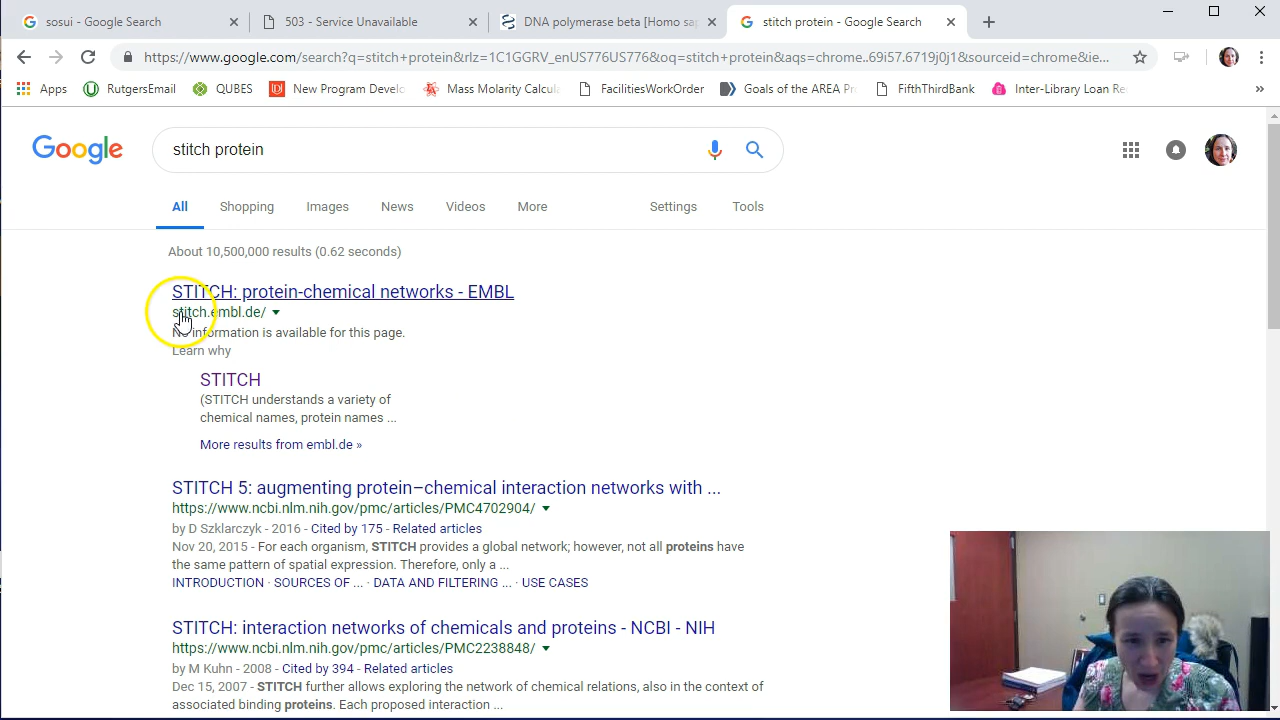 sosui - Google Search
503 - Service Unavailable
DNA polymerase beta [Homo sap
stitch protein - Google Search
https://www.google.com/search?q=stitch+protein&rlz=1C1GGRV_enUS776US776&oq=stitch+protein&aqs=chrome..69i57.6719j0j1&sourceid=chrome&ie...
Apps
RutgersEmail
QUBES
New Program Develo
Mass Molarity Calcula
FacilitiesWorkOrder
Goals of the AREA Pr
FifthThirdBank
Inter-Library Loan Re
»
Google
stitch protein
All
Shopping
Images
News
Videos
More
Settings
Tools
About 10,500,000 results (0.62 seconds)
STITCH: protein-chemical networks - EMBL
stitch.embl.de/
No information is available for this page.
Learn why
STITCH
(STITCH understands a variety of
chemical names, protein names ...
More results from embl.de »
STITCH 5: augmenting protein–chemical interaction networks with ...
https://www.ncbi.nlm.nih.gov/pmc/articles/PMC4702904/
by D Szklarczyk - 2016 - Cited by 175 - Related articles
Nov 20, 2015 - For each organism, STITCH provides a global network; however, not all proteins have
the same pattern of spatial expression. Therefore, only a ...
INTRODUCTION · SOURCES OF ... · DATA AND FILTERING ... · USE CASES
STITCH: interaction networks of chemicals and proteins - NCBI - NIH
https://www.ncbi.nlm.nih.gov/pmc/articles/PMC2238848/
by M Kuhn - 2008 - Cited by 394 - Related articles
Dec 15, 2007 - STITCH further allows exploring the network of chemical relations, also in the context of
associated binding proteins. Each proposed interaction ...